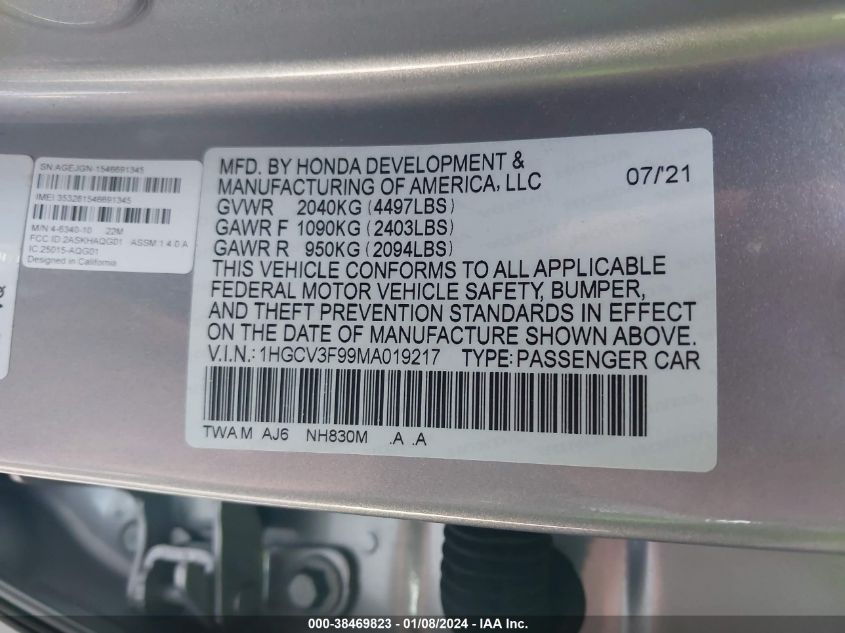 SN:AGEJGN-1546691345
IMEI:353261546691345
M/N 4-6340-10 22M
FCC ID:2ASKHAQG01 ASSM:1.4.0 A
IC:25015-AQG01
Designed in California
MFD. BY HONDA DEVELOPMENT &
MANUFACTURING OF AMERICA, LLC 07/'21
GVWR 2040KG (4497LBS)
GAWR F 1090KG (2403LBS)
GAWR R 950KG (2094LBS)
THIS VEHICLE CONFORMS TO ALL APPLICABLE
FEDERAL MOTOR VEHICLE SAFETY, BUMPER,
AND THEFT PREVENTION STANDARDS IN EFFECT
ON THE DATE OF MANUFACTURE SHOWN ABOVE.
V.I.N.: 1HGCV3F99MA019217 TYPE: PASSENGER CAR
TWA M AJ6 NH830M .A .A
000-38469823 - 01/08/2024 - IAA Inc.